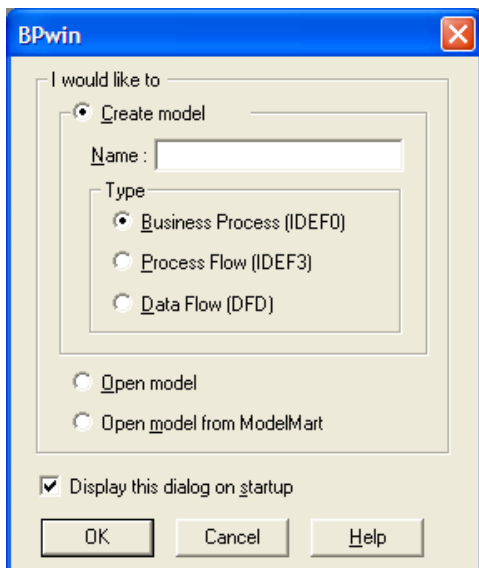 BPwin
I would like to
Create model
Name :
Type
Business Process (IDEF0)
Process Flow (IDEF3)
Data Flow (DFD)
Open model
Open model from ModelMart
Display this dialog on startup
OK Cancel Help